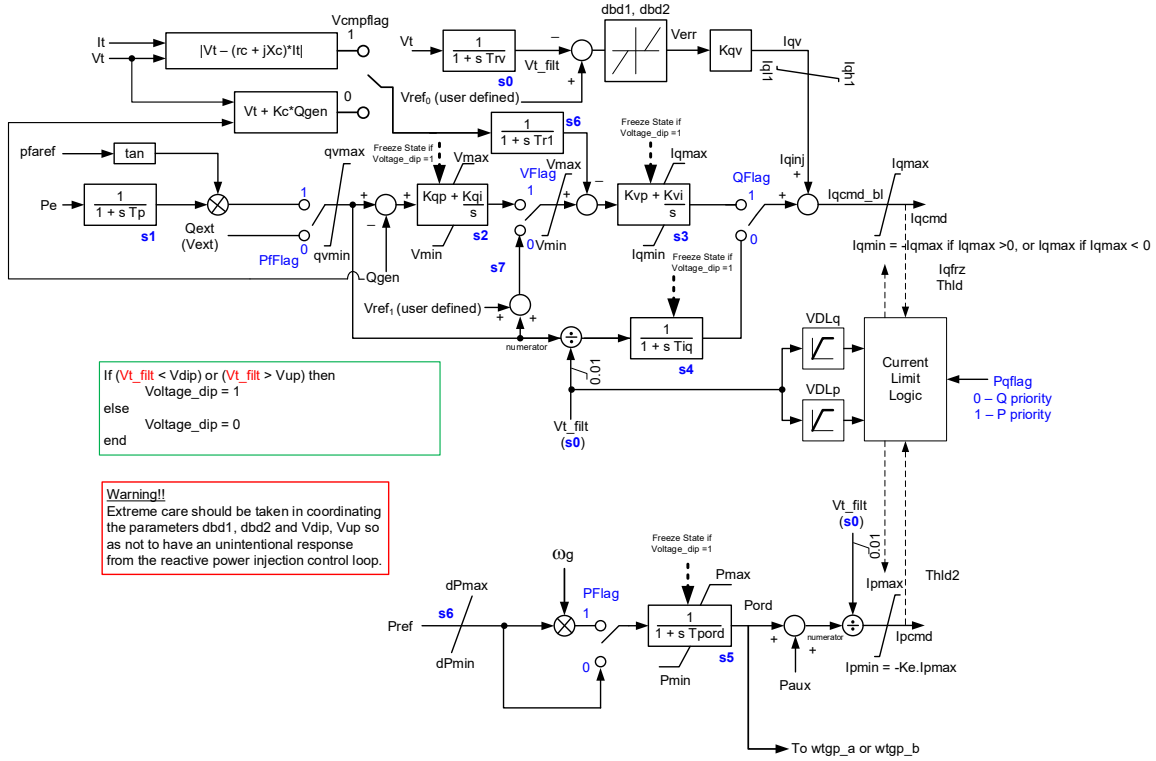 dbd1, dbd2
Vcmpflag
1
It
Vt
|Vt – (rc + jXc)*It|
Vt
1
1 + s Trv
s0
–
Vt_filt
+
Verr
Kqv
Iqv
Iql1
Iqh1
Vref0 (user defined)
Vt + Kc*Qgen
0
1
1 + s Tr1
s6
Freeze State if
Voltage_dip =1
Freeze State if
Voltage_dip =1
pfaref
tan
qvmax
Vmax
VFlag
Vmax
Iqmax
QFlag
Iqinj
+
Iqmax
Pe
1
1 + s Tp
s1
1
+
–
+
Kqp + Kqi
s
s2
1
+
–
Kvp + Kvi
s
s3
1
+
Iqcmd_bl
Iqcmd
Qext
(Vext)
PfFlag
0
qvmin
Vmin
0
Vmin
Iqmin
0
Iqmin = -Iqmax if Iqmax >0, or Iqmax if Iqmax < 0
Qgen
s7
Freeze State if
Voltage_dip =1
Iqfrz
Thld
Vref1 (user defined)
+
+
numerator
÷
1
1 + s Tiq
s4
0.01
VDLq
VDLp
Current
Limit
Logic
Pqflag
0 – Q priority
1 – P priority
Vt_filt
(s0)
If (Vt_filt < Vdip) or (Vt_filt > Vup) then
Voltage_dip = 1
else
Voltage_dip = 0
end
Warning!!
Extreme care should be taken in coordinating
the parameters dbd1, dbd2 and Vdip, Vup so
as not to have an unintentional response
from the reactive power injection control loop.
Vt_filt
(s0)
0.01
Freeze State if
Voltage_dip =1
ωg
dPmax
s6
Pref
dPmin
PFlag
1
0
Pmax
1
1 + s Tpord
s5
Pmin
Pord
+
+
numerator
÷
Paux
Ipmax
Thld2
Ipcmd
Ipmin = -Ke.Ipmax
To wtgp_a or wtgp_b